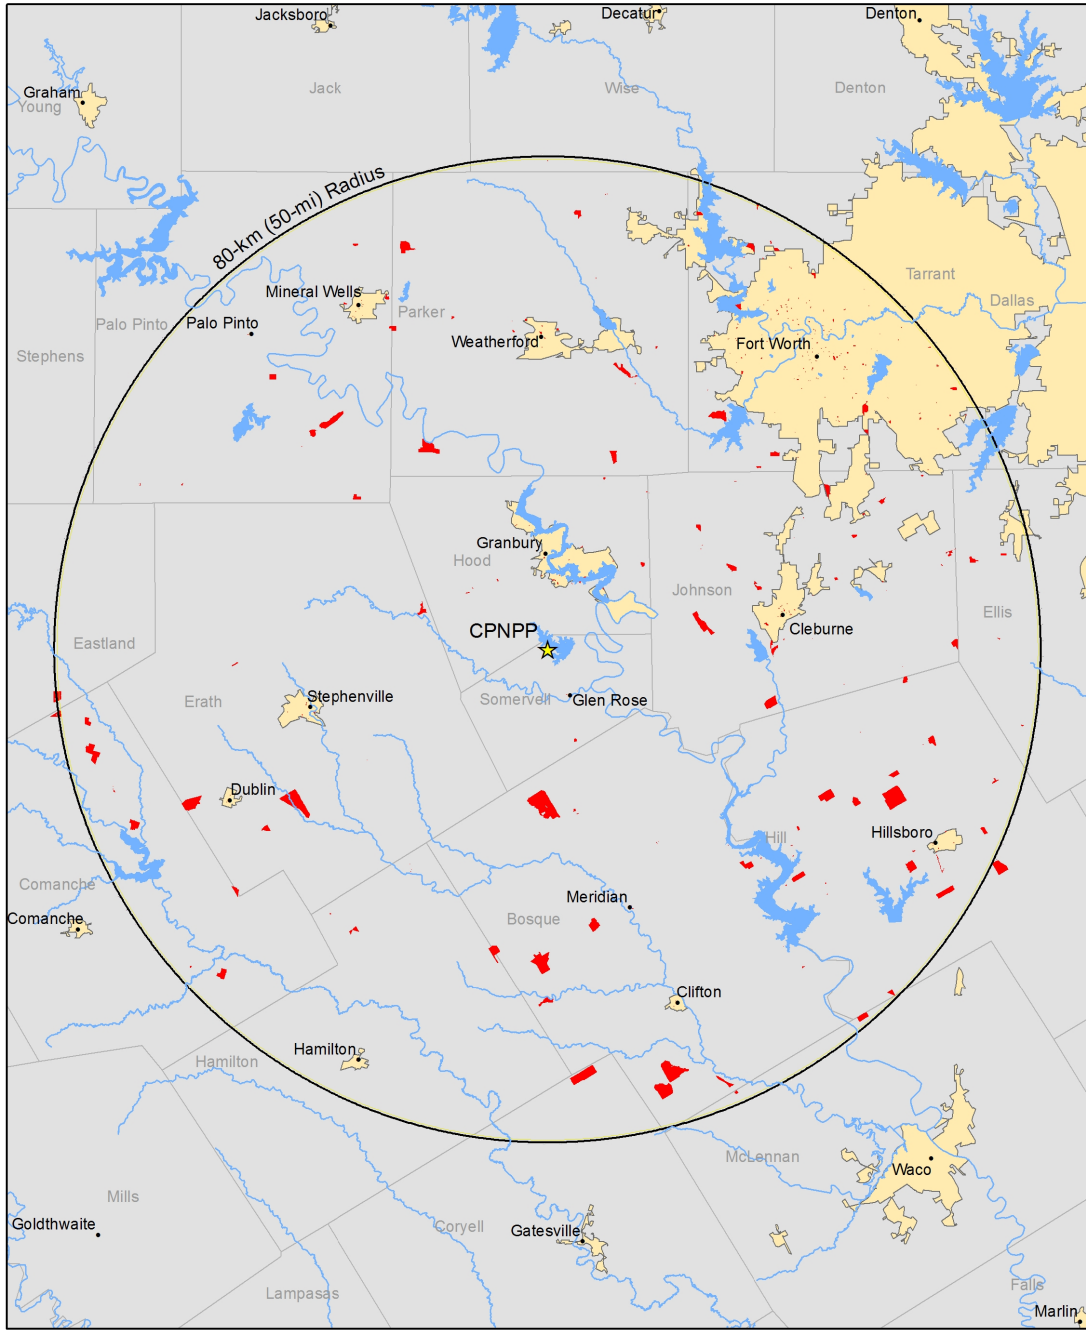 Jacksboro
Decatur
Denton
Graham
Young
Jack
Wise
Denton
80-km (50-mi) Radius
Tarrant
Mineral Wells
Dallas
Parker
Palo Pinto
Palo Pinto
Weatherford
Fort Worth
Stephens
Granbury
Hood
Johnson
Ellis
CPNPP
Cleburne
Eastland
Stephenville
Erath
Somervell
Glen Rose
Dublin
Hillsboro
Hill
Comanche
Meridian
Comanche
Bosque
Clifton
Hamilton
Hamilton
McLennan
Waco
Mills
Goldthwaite
Coryell
Gatesville
Lampasas
Falls
Marlin